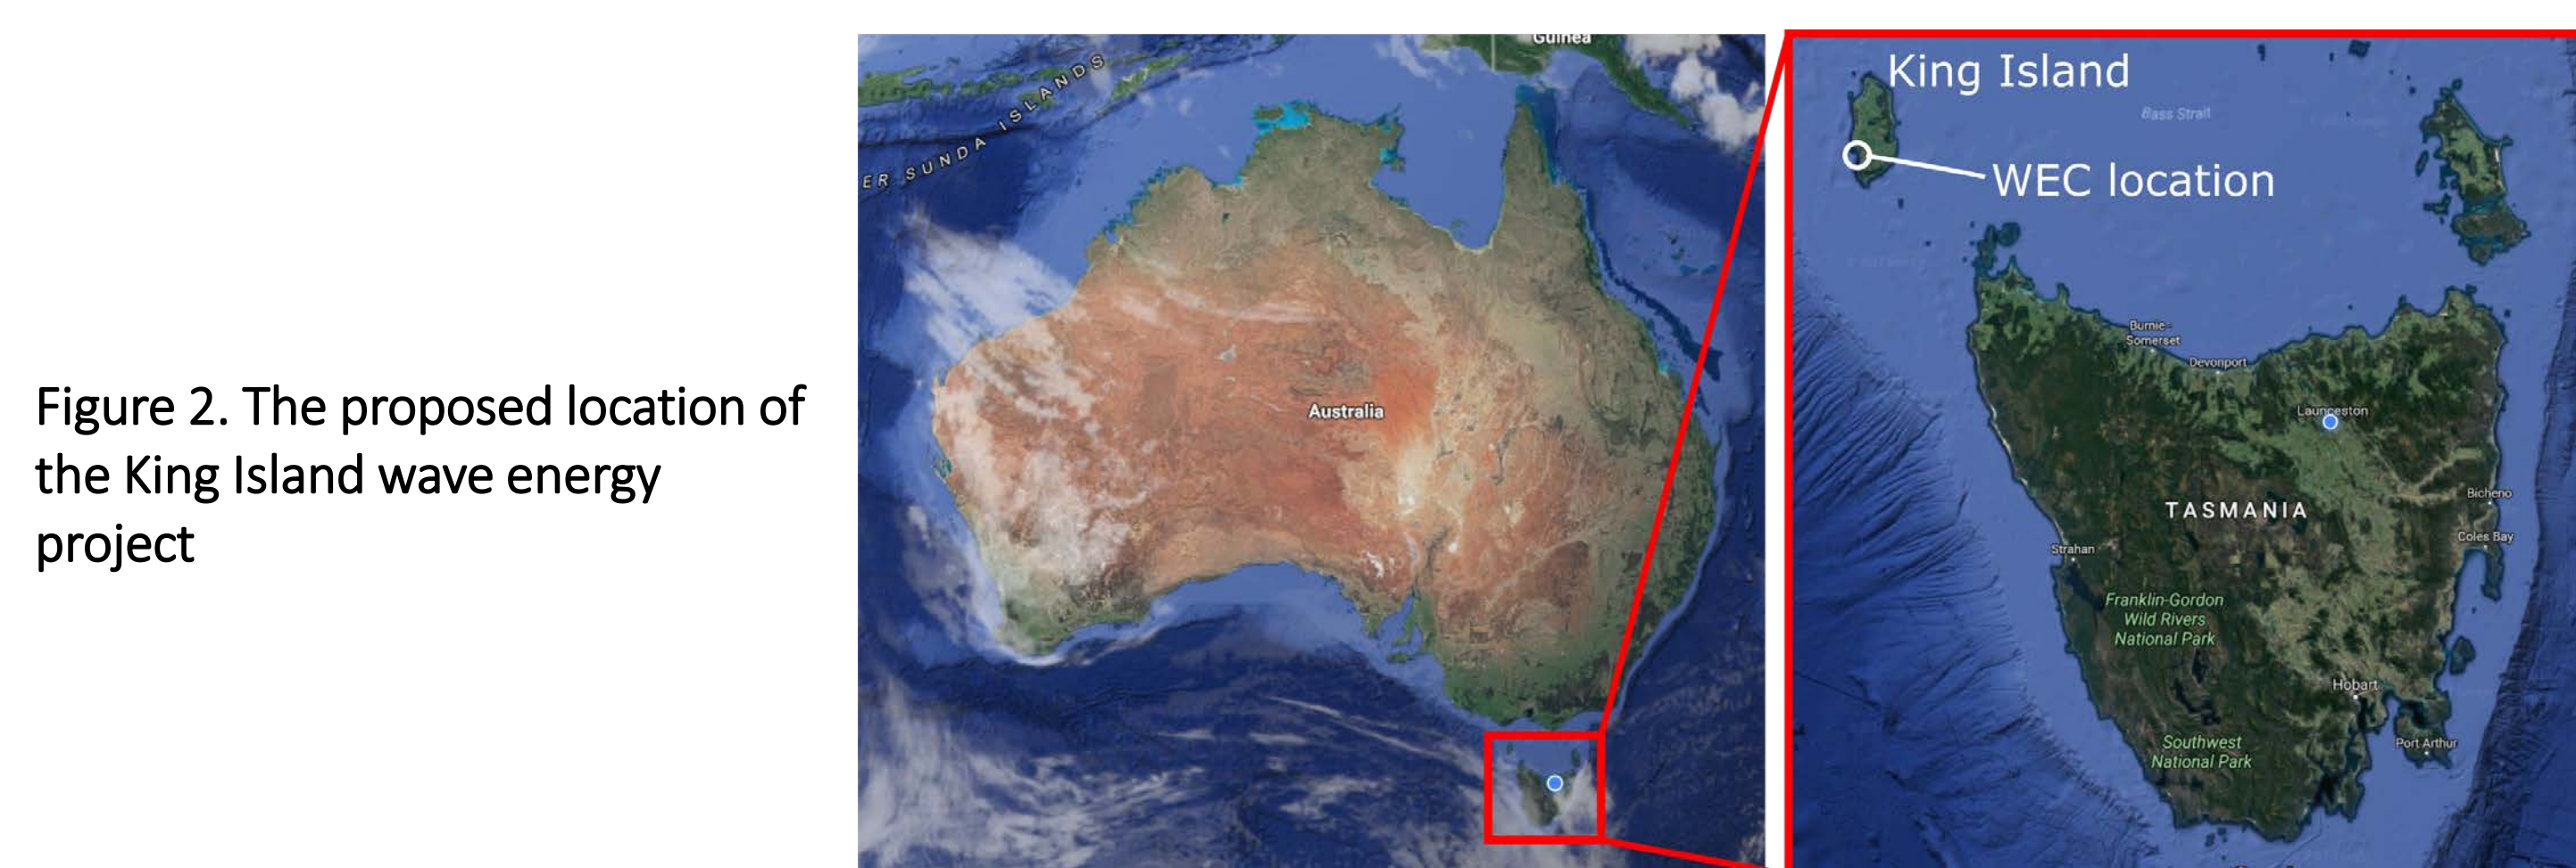 Figure 2. The proposed location of
the King Island wave energy
project
Guinea
ER SUNDA ISLANDS
Australia
King Island
Bass Strait
WEC location
Burnie-
Somerset
Devonport
Launceston
TASMANIA
Bicheno
Coles Bay
Strahan
Franklin-Gordon
Wild Rivers
National Park
Hobart
Southwest
National Park
Port Arthur